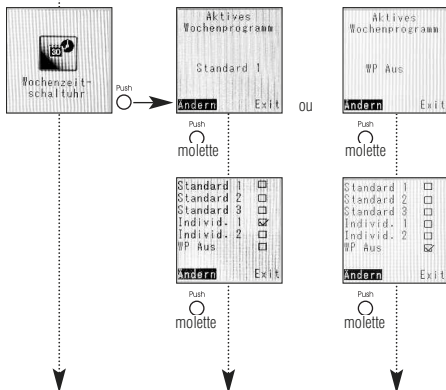 Wochenzeit-
schaltuhr
Push
Aktives
Wochenprogramm
Standard 1
Ändern Exit
ou
Aktives
Wochenprogramm
WP Aus
Ändern Exit
Push
molette
Push
molette
Standard 1
Standard 2
Standard 3
Individ. 1
Individ. 2
WP Aus
Ändern Exit
Standard 1
Standard 2
Standard 3
Individ. 1
Individ. 2
WP Aus
Ändern Exit
Push
molette
Push
molette